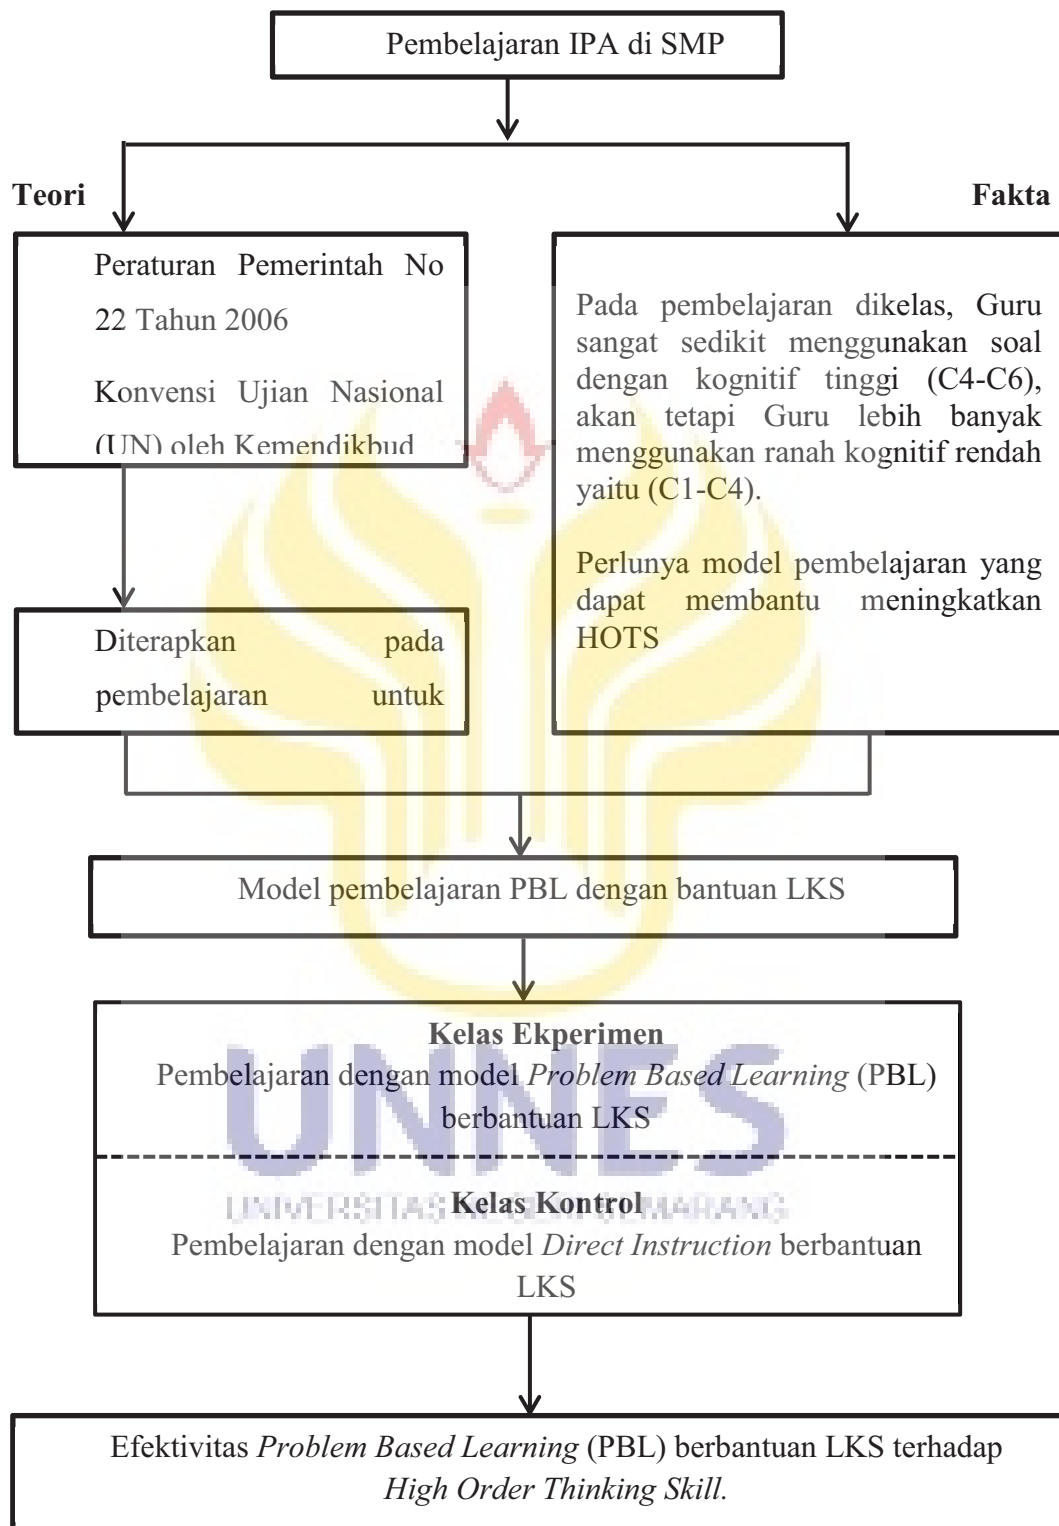 Pembelajaran IPA di SMP
Teori
Fakta
Peraturan Pemerintah No
22 Tahun 2006
Konvensi Ujian Nasional
(UN) oleh Kemendikbud
Pada pembelajaran dikelas, Guru
sangat sedikit menggunakan soal
dengan kognitif tinggi (C4-C6),
akan tetapi Guru lebih banyak
menggunakan ranah kognitif rendah
yaitu (C1-C4).
Perlunya model pembelajaran yang
dapat membantu meningkatkan
HOTS
Diterapkan pada
pembelajaran untuk
Model pembelajaran PBL dengan bantuan LKS
Kelas Ekperimen
Pembelajaran dengan model Problem Based Learning (PBL)
berbantuan LKS
UNNES
UNIVERSITAS NEGERI SEMARANG
Kelas Kontrol
Pembelajaran dengan model Direct Instruction berbantuan
LKS
Efektivitas Problem Based Learning (PBL) berbantuan LKS terhadap
High Order Thinking Skill.